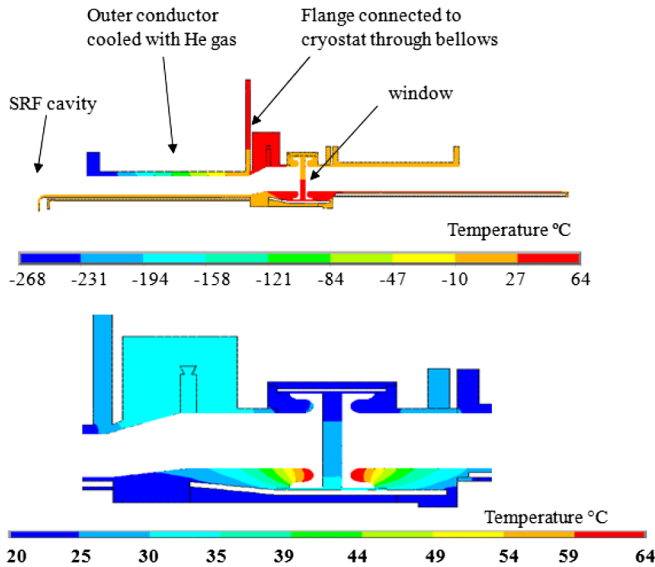 Outer conductor
cooled with He gas
Flange connected to
cryostat through bellows
SRF cavity
window
Temperature ºC
-268 -231 -194 -158 -121 -84 -47 -10 27 64
Temperature °C
20 25 30 35 39 44 49 54 59 64